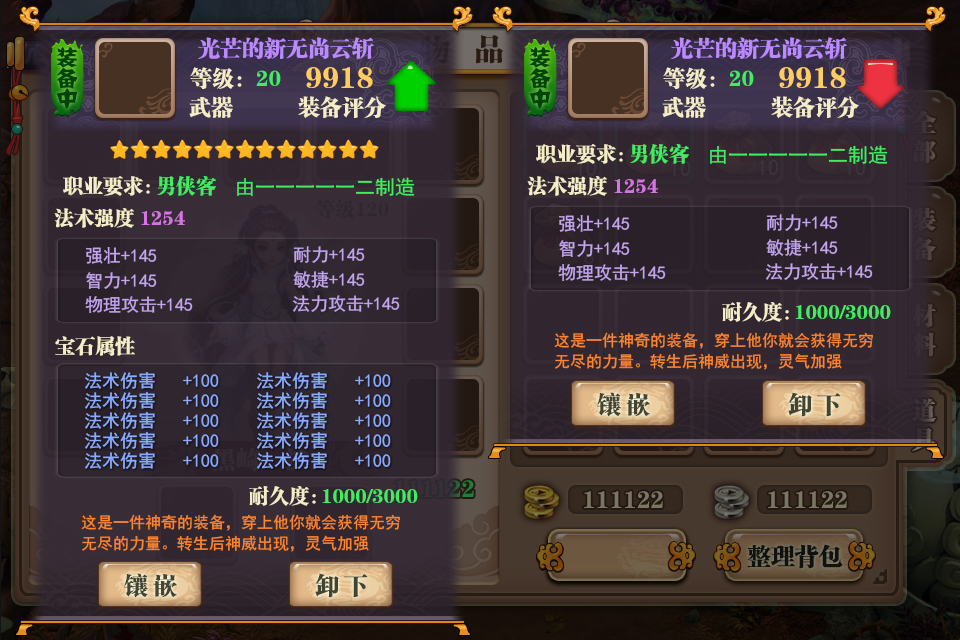 装备中
光芒的新无尚云斩
等级: 20 9918
武器 装备评分
职业要求: 男侠客 由一一一一一二制造
法术强度 1254
强壮+145 耐力+145
智力+145 敏捷+145
物理攻击+145 法力攻击+145
宝石属性
法术伤害 +100 法术伤害 +100
法术伤害 +100 法术伤害 +100
法术伤害 +100 法术伤害 +100
法术伤害 +100 法术伤害 +100
法术伤害 +100 法术伤害 +100
耐久度: 1000/3000
这是一件神奇的装备，穿上他你就会获得无穷
无尽的力量。转生后神威出现，灵气加强
镶嵌 卸下
品
等级120
装备中
光芒的新无尚云斩
等级: 20 9918
武器 装备评分
职业要求: 男侠客 由一一一一一二制造
法术强度 1254
强壮+145 耐力+145
智力+145 敏捷+145
物理攻击+145 法力攻击+145
耐久度: 1000/3000
这是一件神奇的装备，穿上他你就会获得无穷
无尽的力量。转生后神威出现，灵气加强
镶嵌 卸下
全部
装备
材料
道具
111122 111122
整理背包